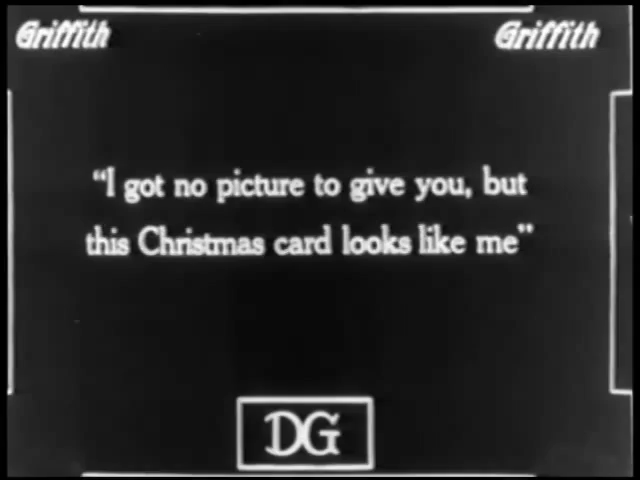 Griffith Griffith
“I got no picture to give you, but
this Christmas card looks like me”
DG